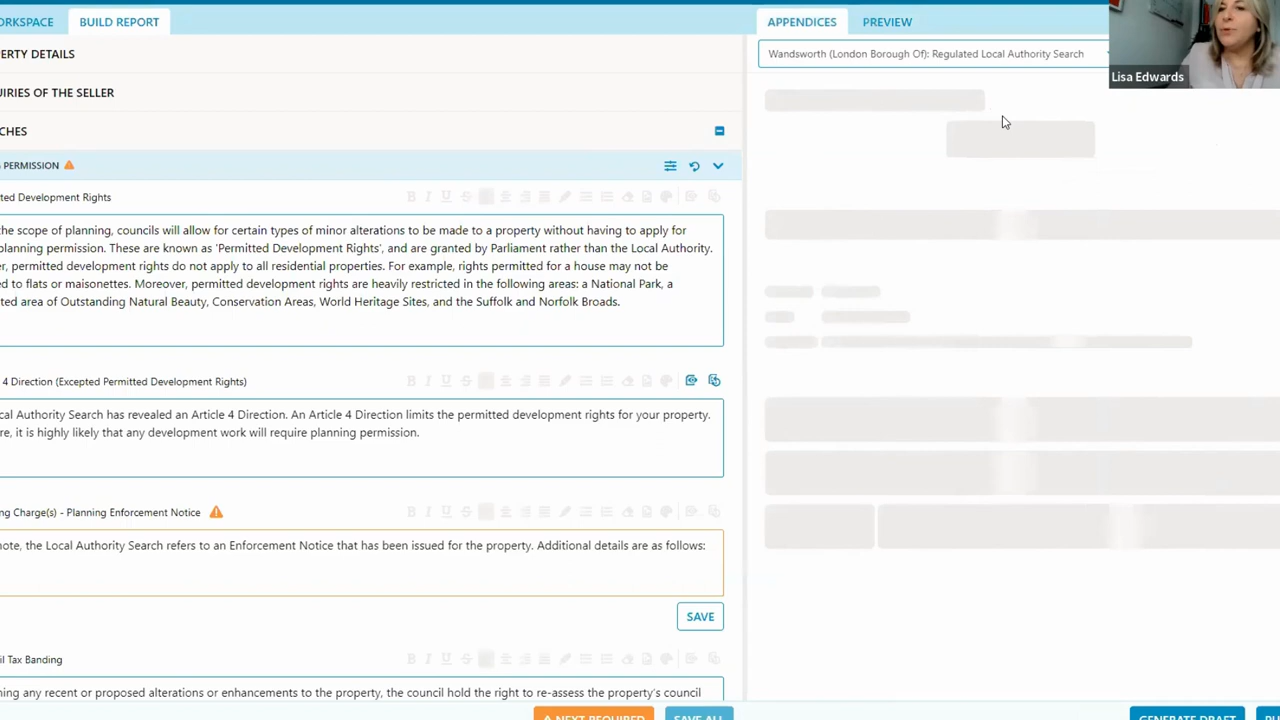 ORKSPACE
BUILD REPORT
ERTY DETAILS
UIRIES OF THE SELLER
CHES
PERMISSION
ted Development Rights
the scope of planning, councils will allow for certain types of minor alterations to be made to a property without having to apply for
planning permission. These are known as 'Permitted Development Rights', and are granted by Parliament rather than the Local Authority.
er, permitted development rights do not apply to all residential properties. For example, rights permitted for a house may not be
ed to flats or maisonettes. Moreover, permitted development rights are heavily restricted in the following areas: a National Park, a
ted area of Outstanding Natural Beauty, Conservation Areas, World Heritage Sites, and the Suffolk and Norfolk Broads.
4 Direction (Excepted Permitted Development Rights)
cal Authority Search has revealed an Article 4 Direction. An Article 4 Direction limits the permitted development rights for your property.
re, it is highly likely that any development work will require planning permission.
ng Charge(s) - Planning Enforcement Notice
note, the Local Authority Search refers to an Enforcement Notice that has been issued for the property. Additional details are as follows:
SAVE
il Tax Banding
ning any recent or proposed alterations or enhancements to the property, the council hold the right to re-assess the property's council
NEXT REQUIRED
SAVE ALL
APPENDICES
PREVIEW
Wandsworth (London Borough Of): Regulated Local Authority Search
Lisa Edwards
GENERATE DRAFT